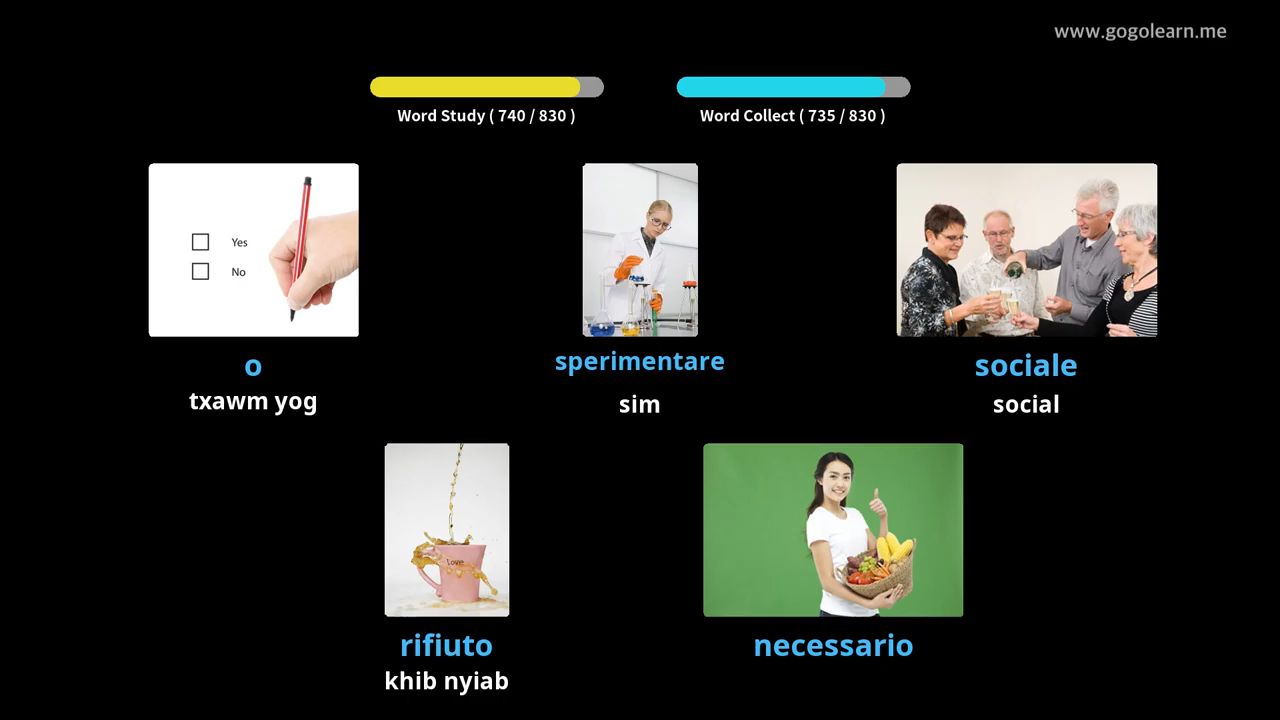 www.gogolearn.me
Word Study ( 740 / 830 )
Word Collect ( 735 / 830 )
Yes
No
o
txawm yog
sperimentare
sim
sociale
social
Love
rifiuto
khib nyiab
necessario